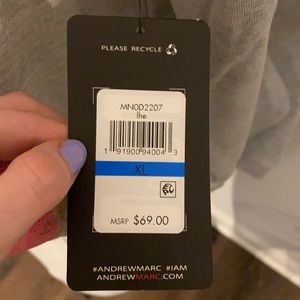 PLEASE RECYCLE
MN0D2207
lhe
1 91900 94004 3
XL
MSRP $69.00
#ANDREWMARC #IAM
ANDREWMARC.COM